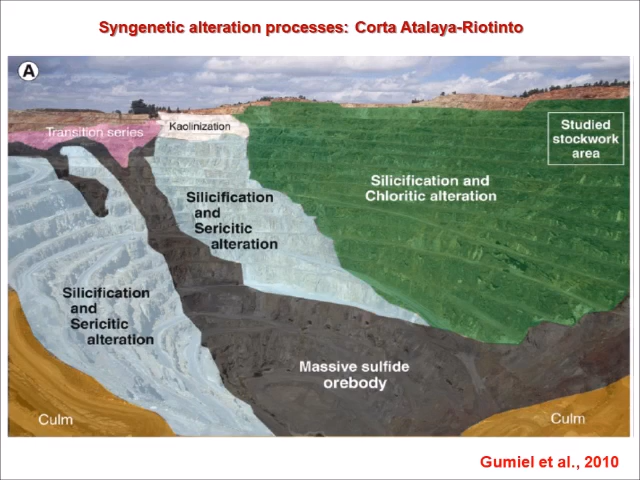 Syngenetic alteration processes: Corta Atalaya-Riotinto
A
Transition series
Kaolinization
Studied
stockwork
area
Silicification and
Chloritic alteration
Silicification
and
Sericitic
alteration
Silicification
and
Sericitic
alteration
Massive sulfide
orebody
Culm
Culm
Gumiel et al., 2010